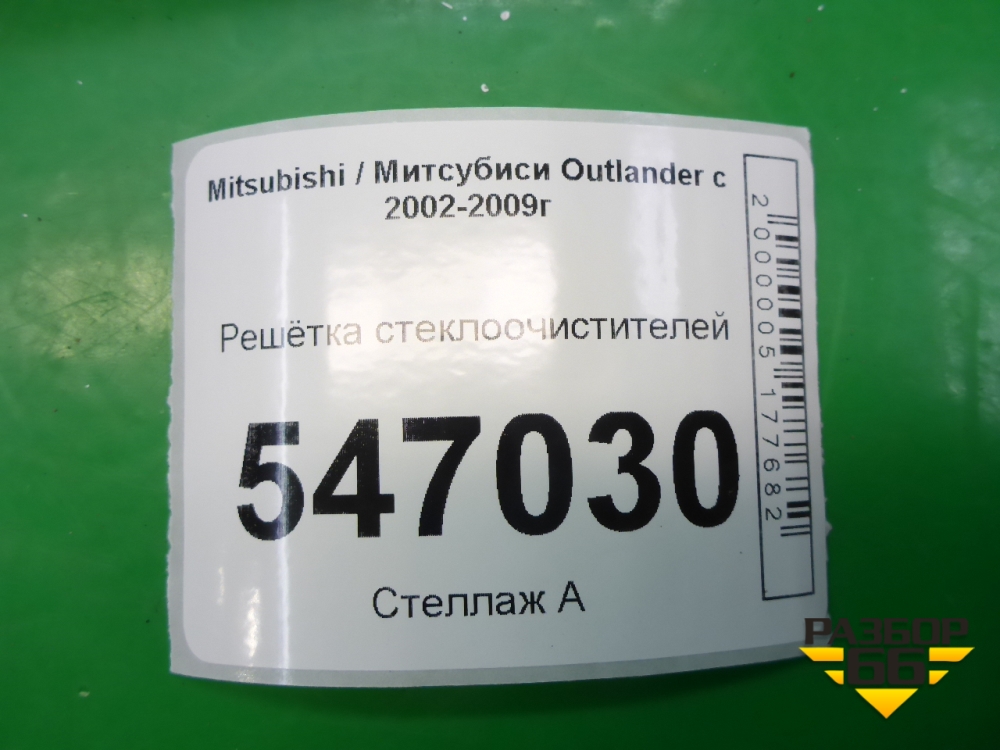 Mitsubishi / Митсубиси Outlander с
2002-2009г
Решётка стеклоочистителей
547030
Стеллаж А
2000005177682
РАЗБОР
66